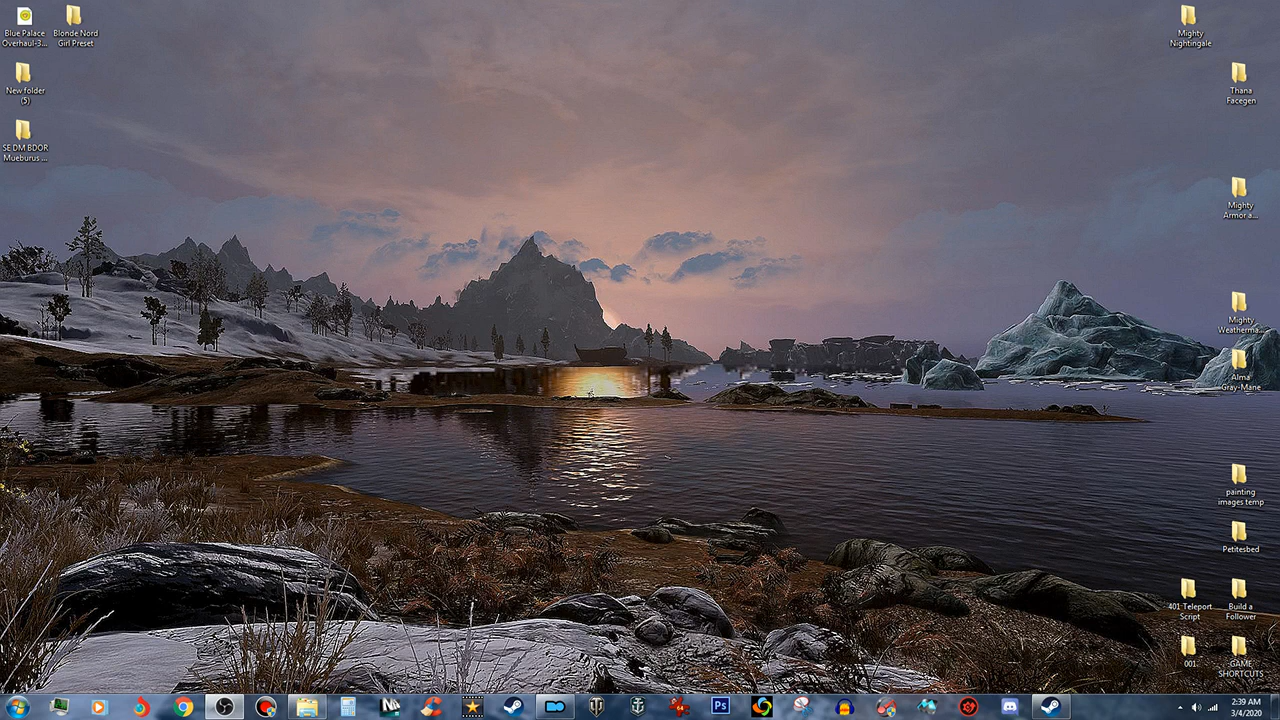 Blue Palace
Overhaul-3...
Blonde Nord
Girl Preset
New folder
(5)
SE DM BDOR
Mueburus ...
Mighty
Nightingale
Thana
Facegen
Mighty
Armor a...
Mighty
Weatherma...
Alma
Gray-Mane
painting
images temp
Petitesbed
401 Teleport
Script
Build a
Follower
001
GAME
SHORTCUTS
Ps
2:39 AM
3/4/2020